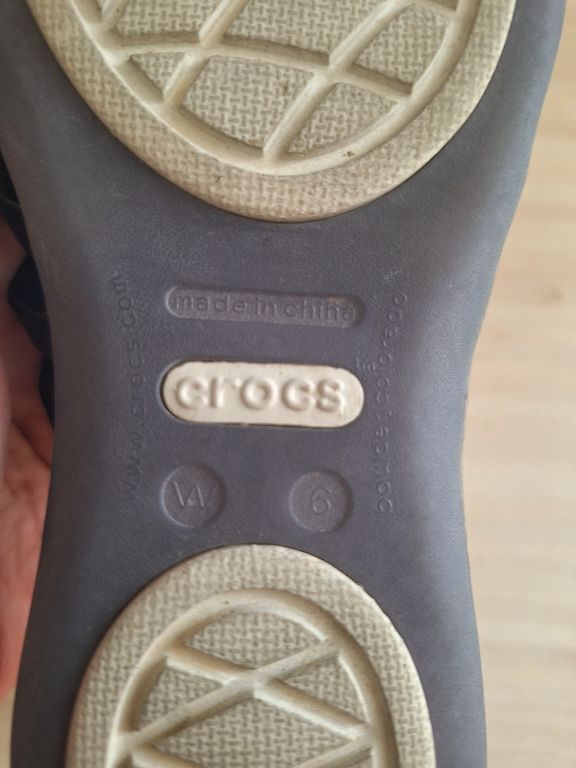 made in china
crocs
W 6
www.crocs.com
boulder, colorado